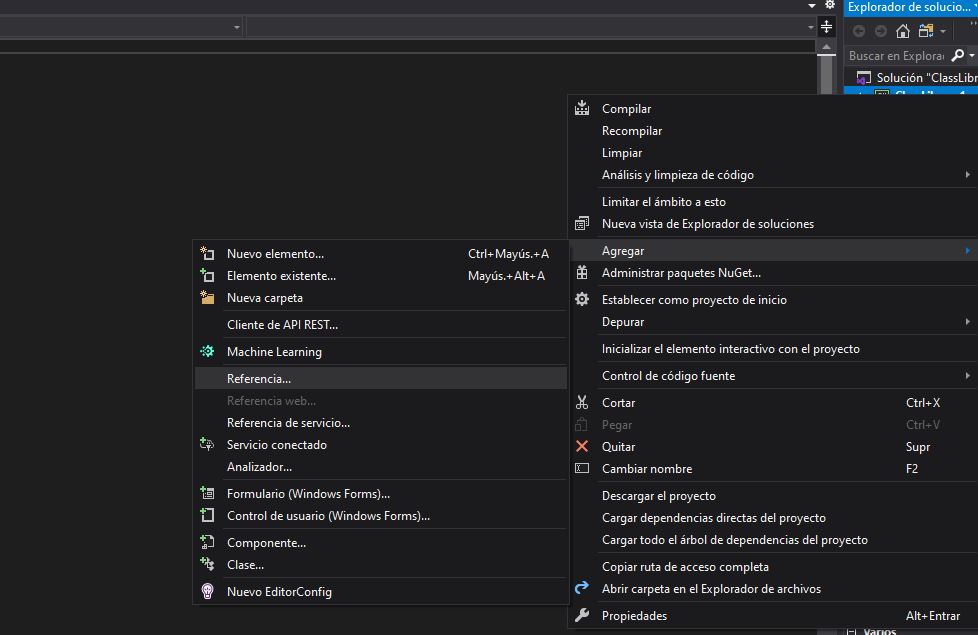 Explorador de solucio...
Buscar en Explora
Solución "ClassLibr
Compilar
Recompilar
Limpiar
Análisis y limpieza de código
Limitar el ámbito a esto
Nueva vista de Explorador de soluciones
Agregar
Administrar paquetes NuGet...
Establecer como proyecto de inicio
Depurar
Inicializar el elemento interactivo con el proyecto
Control de código fuente
Cortar Ctrl+X
Pegar Ctrl+V
Quitar Supr
Cambiar nombre F2
Descargar el proyecto
Cargar dependencias directas del proyecto
Cargar todo el árbol de dependencias del proyecto
Copiar ruta de acceso completa
Abrir carpeta en el Explorador de archivos
Propiedades Alt+Entrar
Nuevo elemento... Ctrl+Mayús.+A
Elemento existente... Mayús.+Alt+A
Nueva carpeta
Cliente de API REST...
Machine Learning
Referencia...
Referencia web...
Referencia de servicio...
Servicio conectado
Analizador...
Formulario (Windows Forms)...
Control de usuario (Windows Forms)...
Componente...
Clase...
Nuevo EditorConfig
Varios